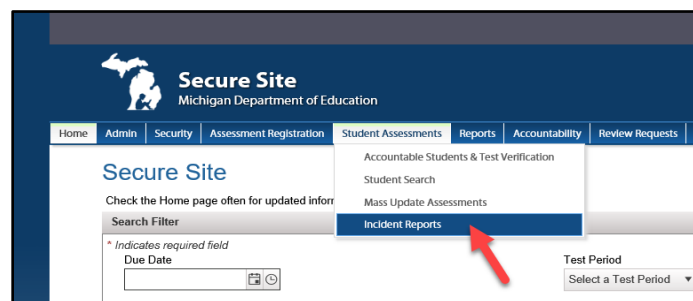 Secure Site
Michigan Department of Education
Home Admin Security Assessment Registration Student Assessments Reports Accountability Review Requests
Accountable Students & Test Verification
Student Search
Mass Update Assessments
Incident Reports
Secure Site
Check the Home page often for updated infor
Search Filter
* Indicates required field
Due Date
Test Period
Select a Test Period